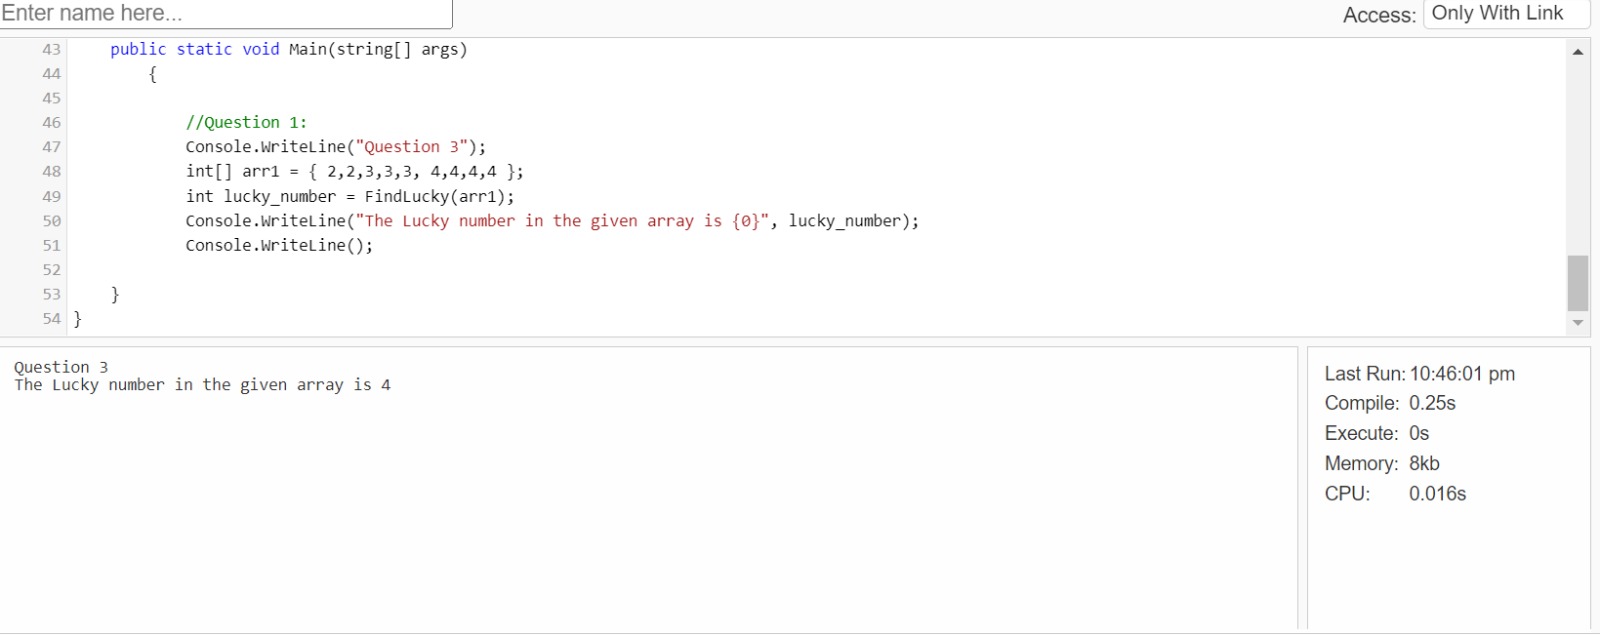 Enter name here...
Access: Only With Link
43 public static void Main(string[] args)
44 {
45
46 //Question 1:
47 Console.WriteLine("Question 3");
48 int[] arr1 = { 2,2,3,3,3, 4,4,4,4 };
49 int lucky_number = FindLucky(arr1);
50 Console.WriteLine("The Lucky number in the given array is {0}", lucky_number);
51 Console.WriteLine();
52
53 }
54 }
Question 3
The Lucky number in the given array is 4
Last Run: 10:46:01 pm
Compile: 0.25s
Execute: 0s
Memory: 8kb
CPU: 0.016s